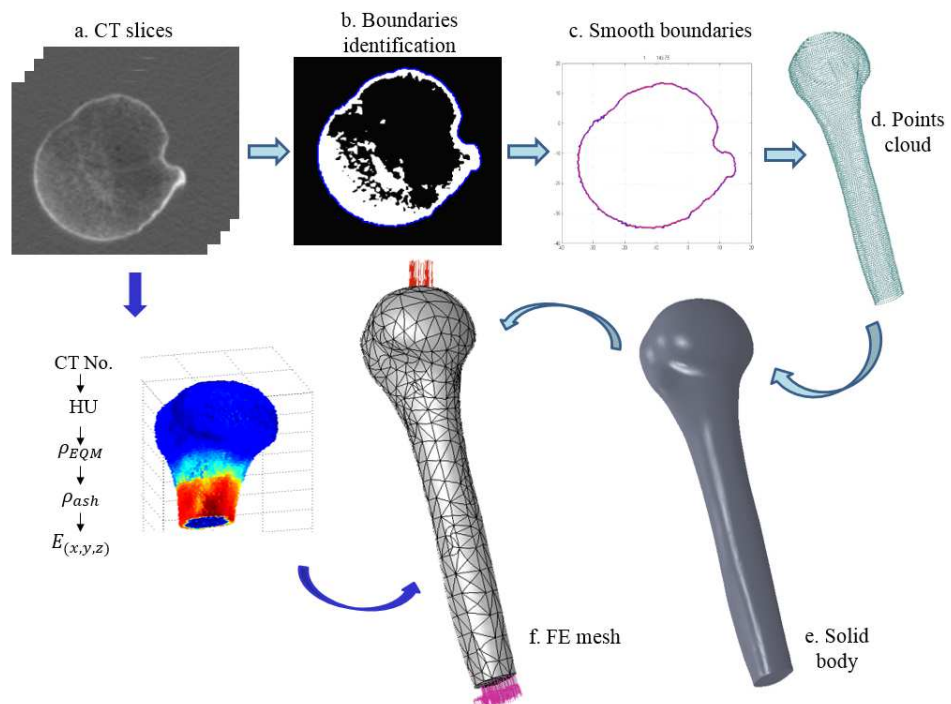 a. CT slices
b. Boundaries
identification
c. Smooth boundaries
d. Points
cloud
CT No.
HU
ρ_EQM
ρ_ash
E_(x,y,z)
f. FE mesh
e. Solid
body